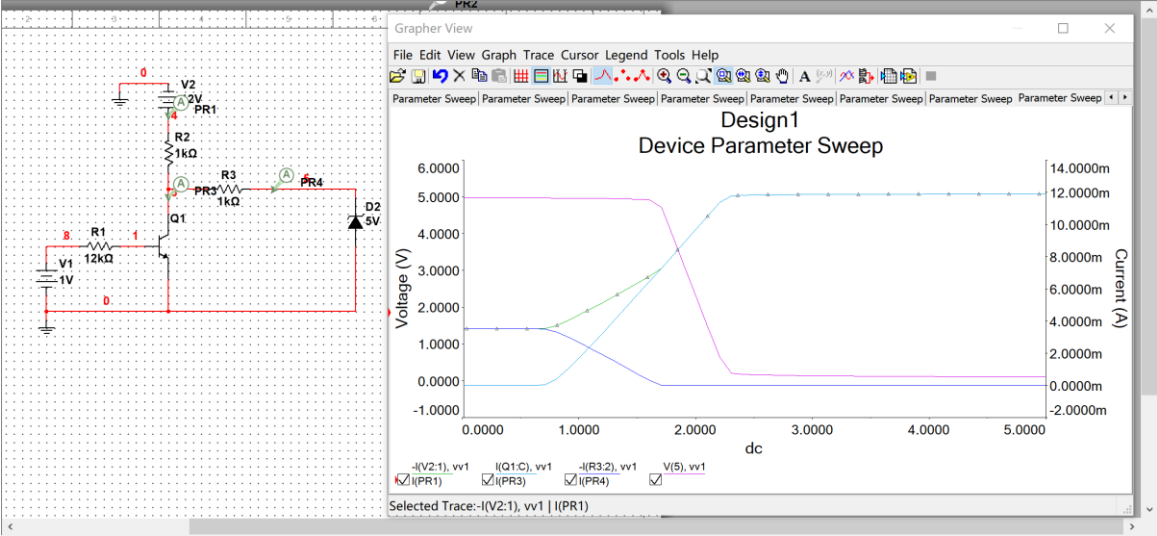 PR2
-2 3 4 5 6
0
V2
2V
PR1
4
R2
1kΩ
R3
PR3
1kΩ
PR4
Q1
D2
5V
8
R1
1
12kΩ
V1
1V
0
Grapher View
File Edit View Graph Trace Cursor Legend Tools Help
Parameter Sweep Parameter Sweep Parameter Sweep Parameter Sweep Parameter Sweep Parameter Sweep Parameter Sweep Parameter Sweep
Design1
Device Parameter Sweep
6.0000
5.0000
4.0000
3.0000
2.0000
1.0000
0.0000
-1.0000
Voltage (V)
14.0000m
12.0000m
10.0000m
8.0000m
6.0000m
4.0000m
2.0000m
0.0000m
-2.0000m
Current (A)
0.0000 1.0000 2.0000 3.0000 4.0000 5.0000
dc
-I(V2:1), vv1 I(Q1:C), vv1 -I(R3:2), vv1 V(5), vv1
I(PR1) I(PR3) I(PR4)
Selected Trace:-I(V2:1), vv1 | I(PR1)